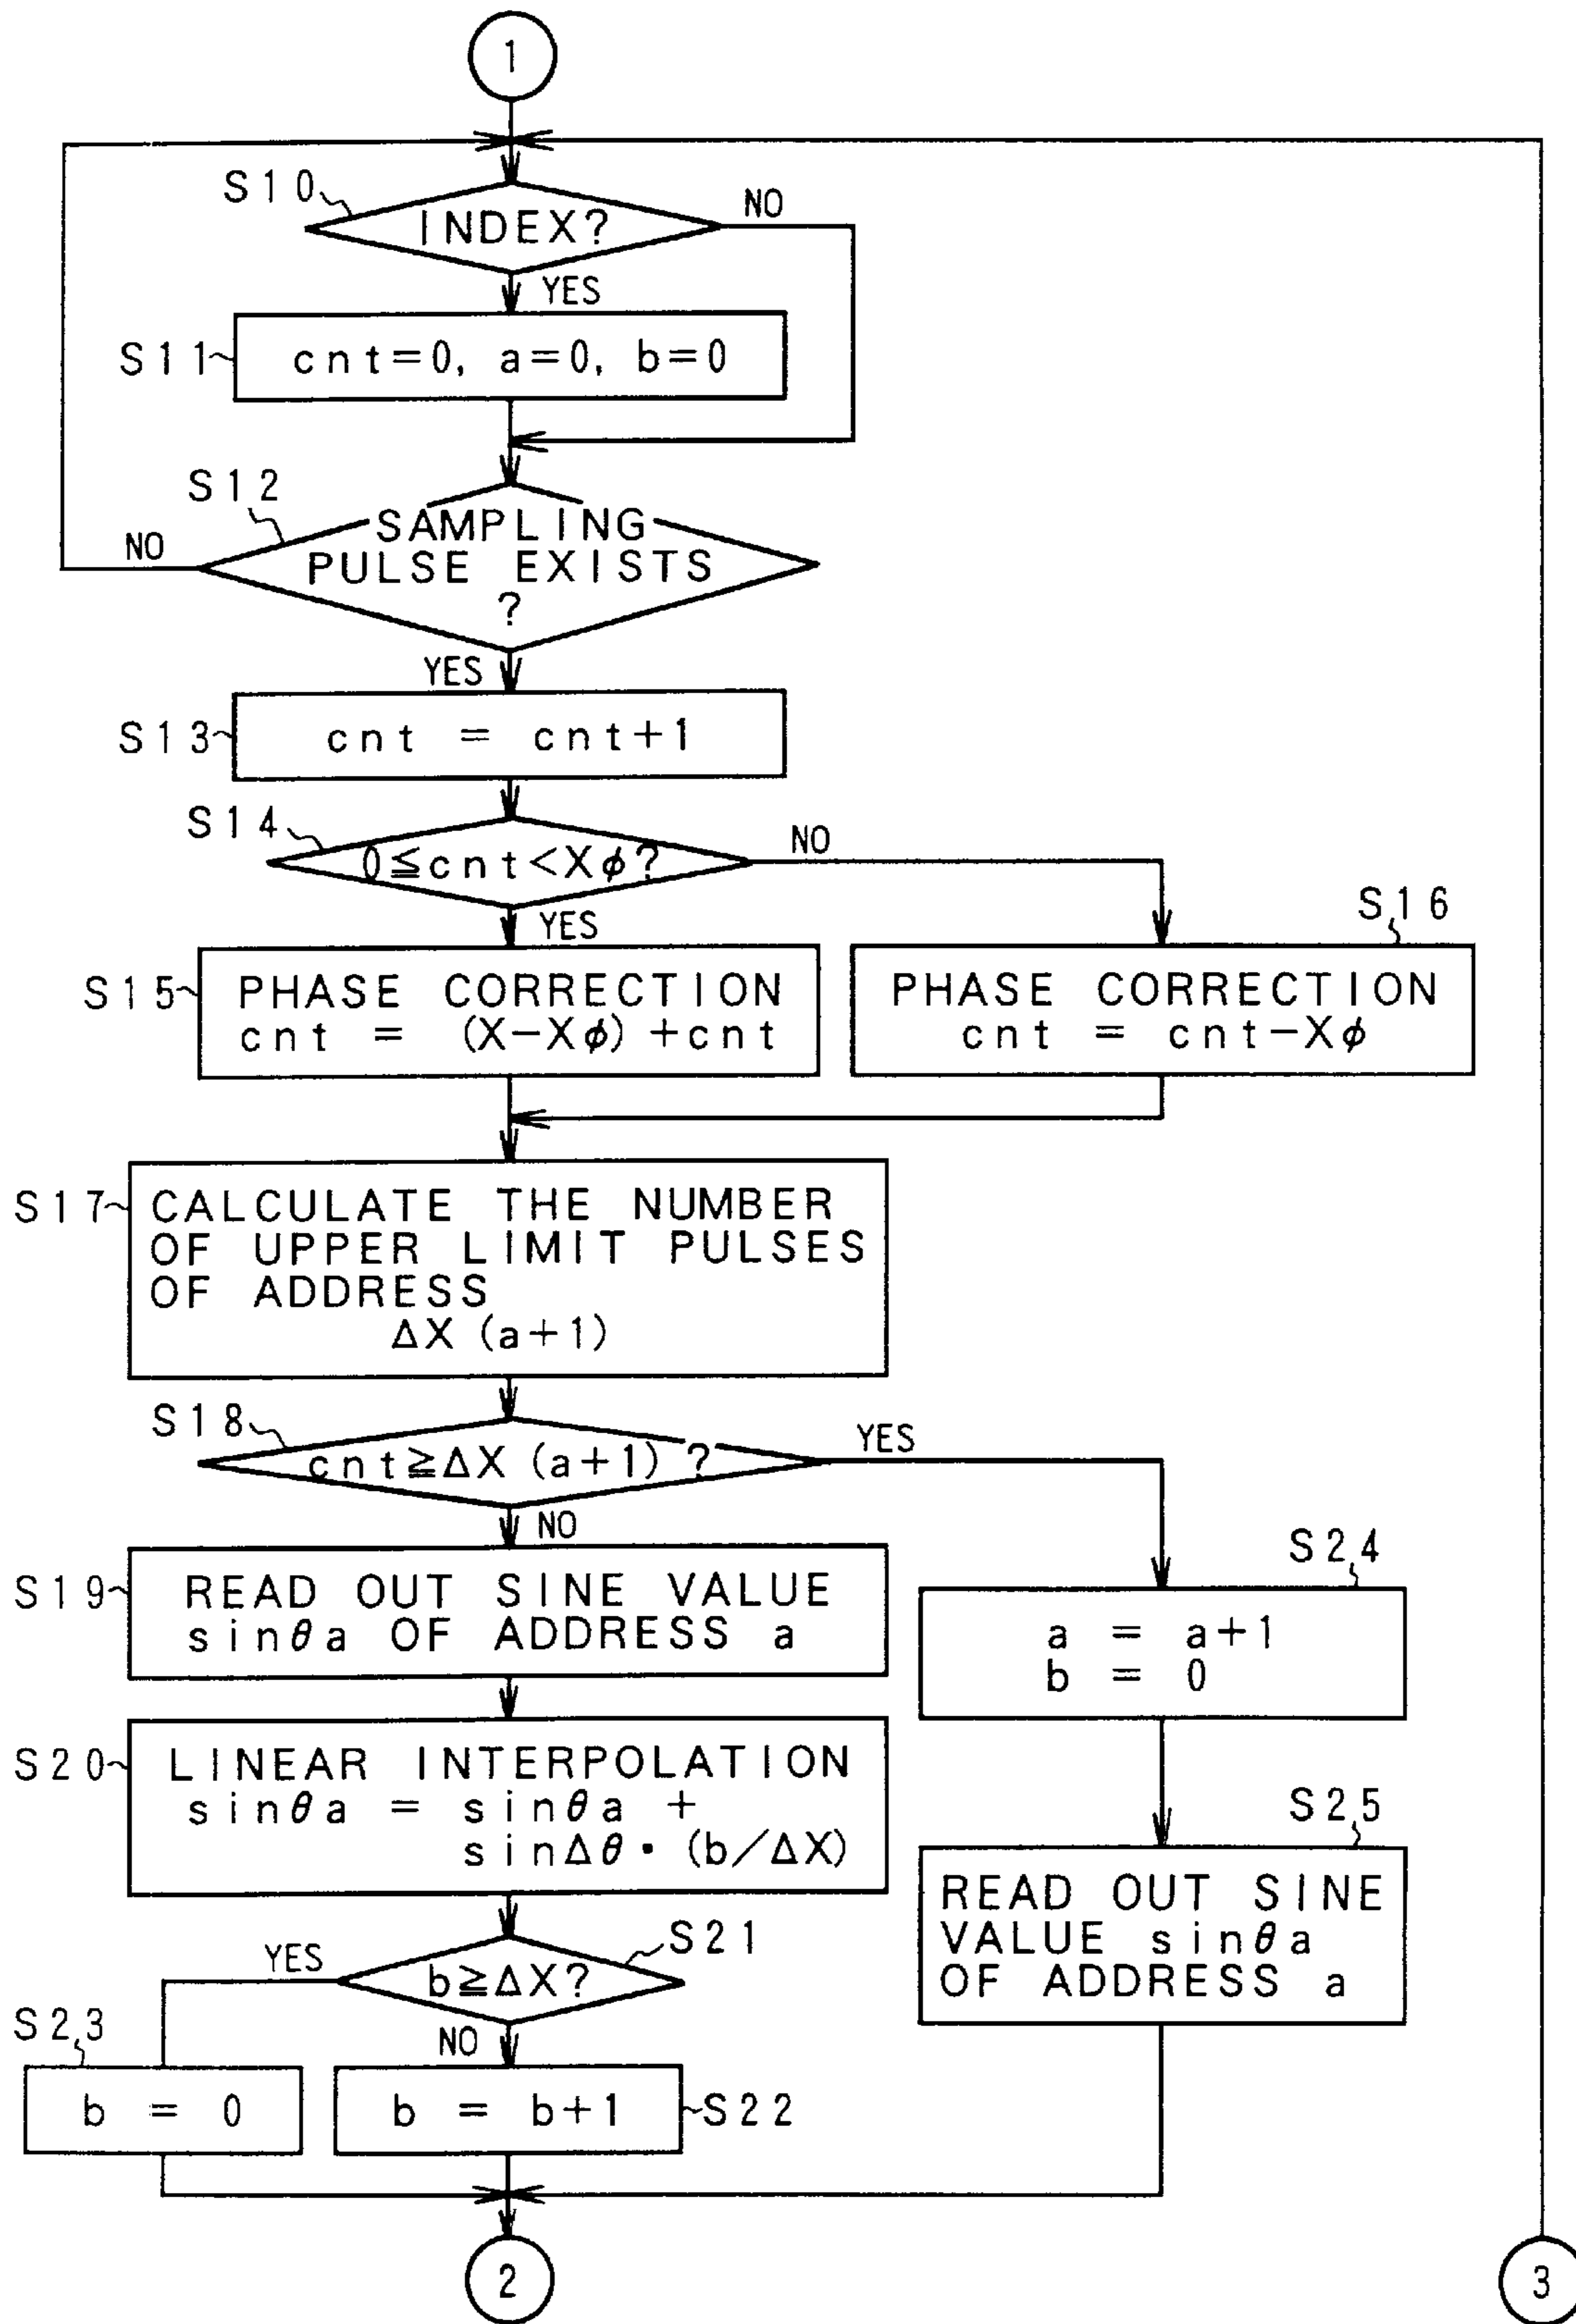 1
S10
INDEX?
NO
YES
S11
cnt=0, a=0, b=0
S12
SAMPLING
PULSE EXISTS
?
NO
YES
S13
cnt = cnt+1
S14
0≦cnt<Xϕ?
NO
YES
S15
PHASE CORRECTION
cnt = (X-Xϕ)+cnt
S16
PHASE CORRECTION
cnt = cnt-Xϕ
S17
CALCULATE THE NUMBER
OF UPPER LIMIT PULSES
OF ADDRESS
ΔX (a+1)
S18
cnt≧ΔX (a+1) ?
YES
NO
S19
READ OUT SINE VALUE
sinθa OF ADDRESS a
S24
a = a+1
b = 0
S20
LINEAR INTERPOLATION
sinθa = sinθa +
sinΔθ・(b/ΔX)
S25
READ OUT SINE
VALUE sinθa
OF ADDRESS a
S21
b≧ΔX?
YES
NO
S23
b = 0
b = b+1
S22
2
3